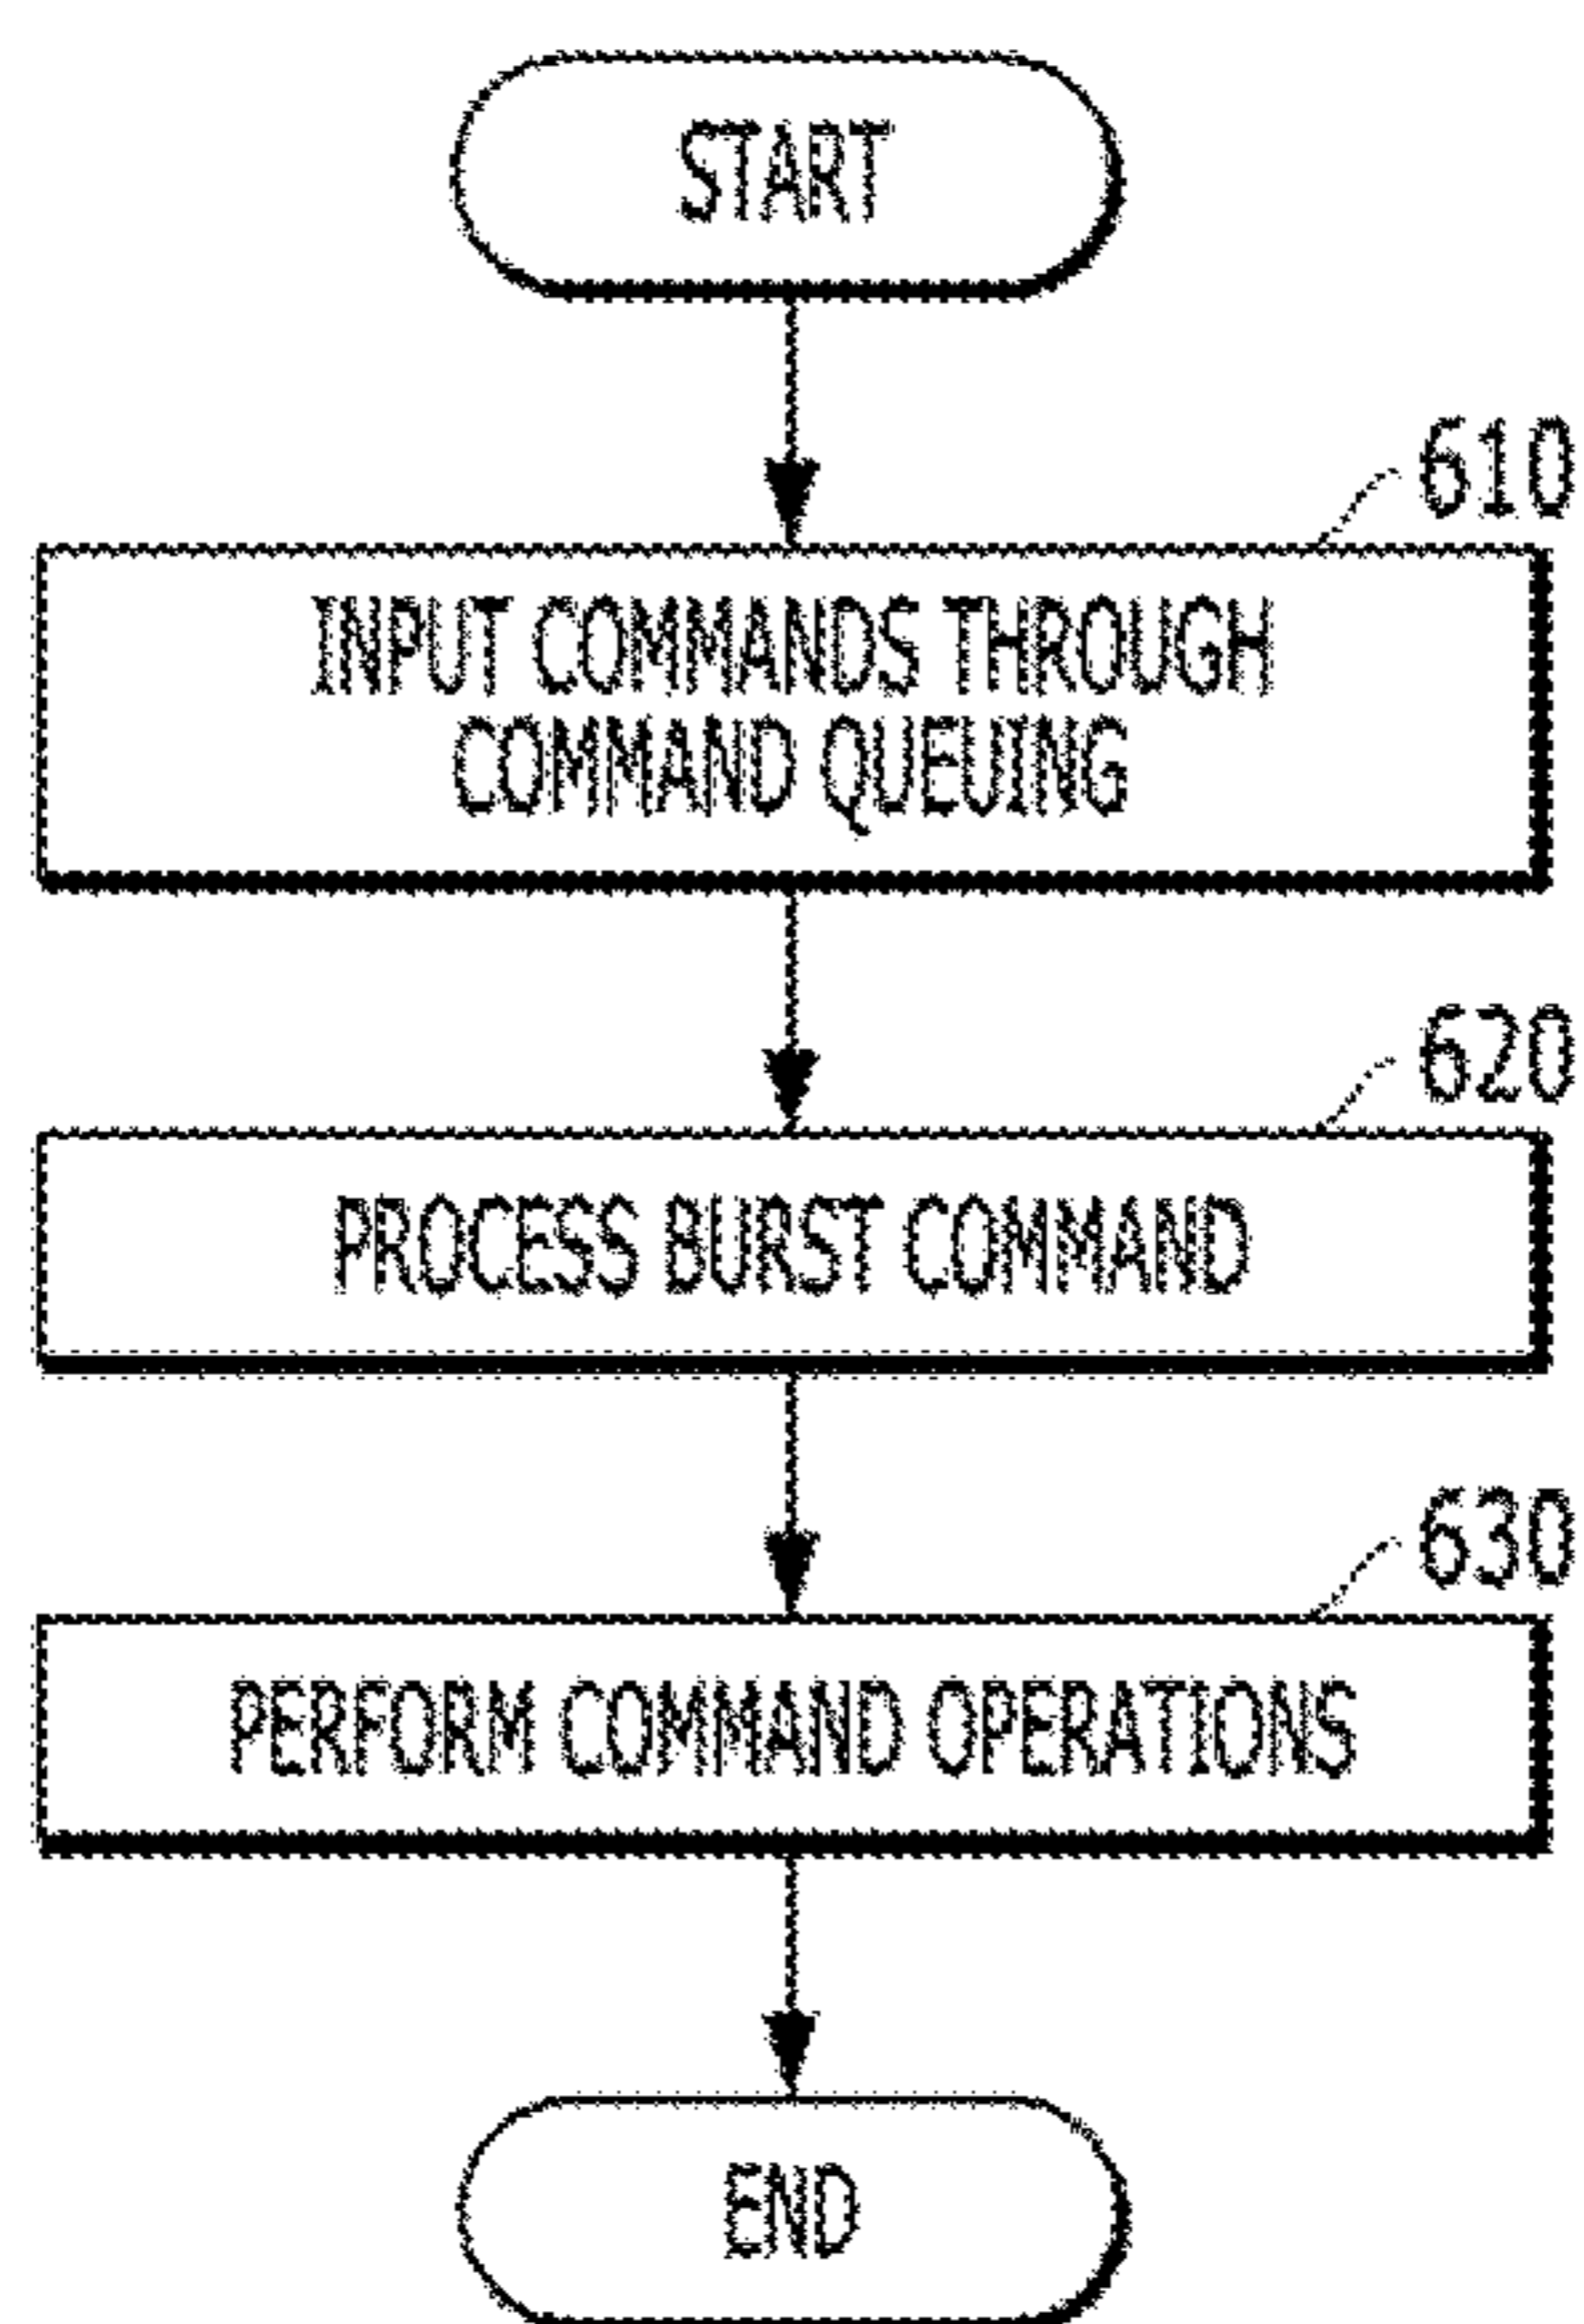 START
610
INPUT COMMANDS THROUGH
COMMAND QUEUING
620
PROCESS BURST COMMAND
630
PERFORM COMMAND OPERATIONS
END